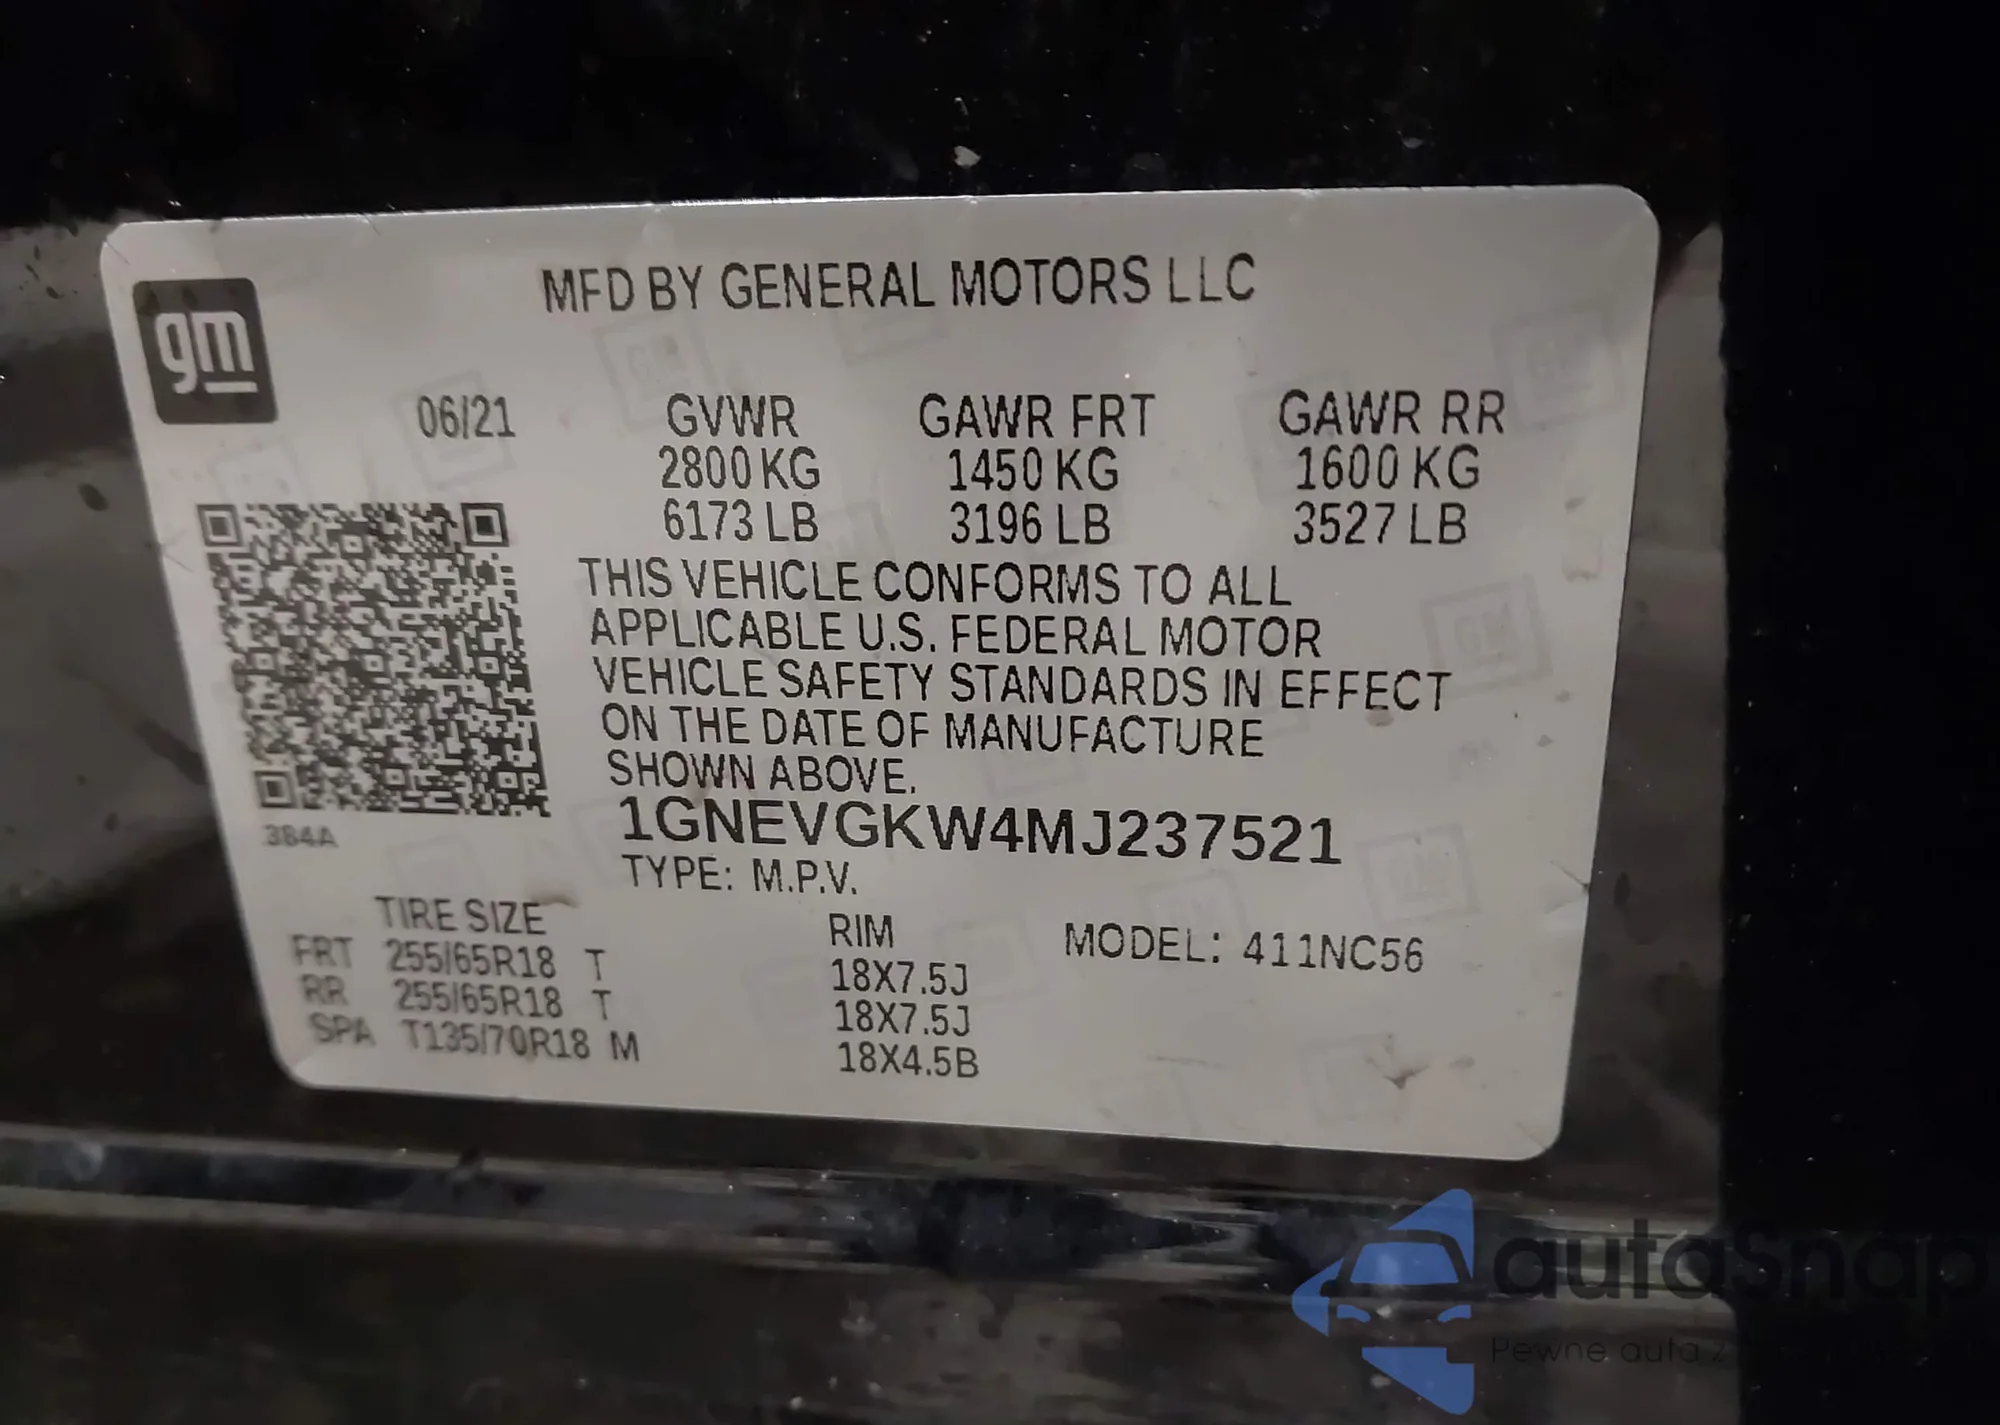 MFD BY GENERAL MOTORS LLC
gm
06/21 GVWR GAWR FRT GAWR RR
2800 KG 1450 KG 1600 KG
6173 LB 3196 LB 3527 LB
THIS VEHICLE CONFORMS TO ALL
APPLICABLE U.S. FEDERAL MOTOR
VEHICLE SAFETY STANDARDS IN EFFECT
ON THE DATE OF MANUFACTURE
SHOWN ABOVE.
1GNEVGKW4MJ237521
384A
TYPE: M.P.V.
TIRE SIZE RIM MODEL: 411NC56
FRT 255/65R18 T 18X7.5J
RR 255/65R18 T 18X7.5J
SPA T135/70R18 M 18X4.5B
autaSnap
Pewne auta z